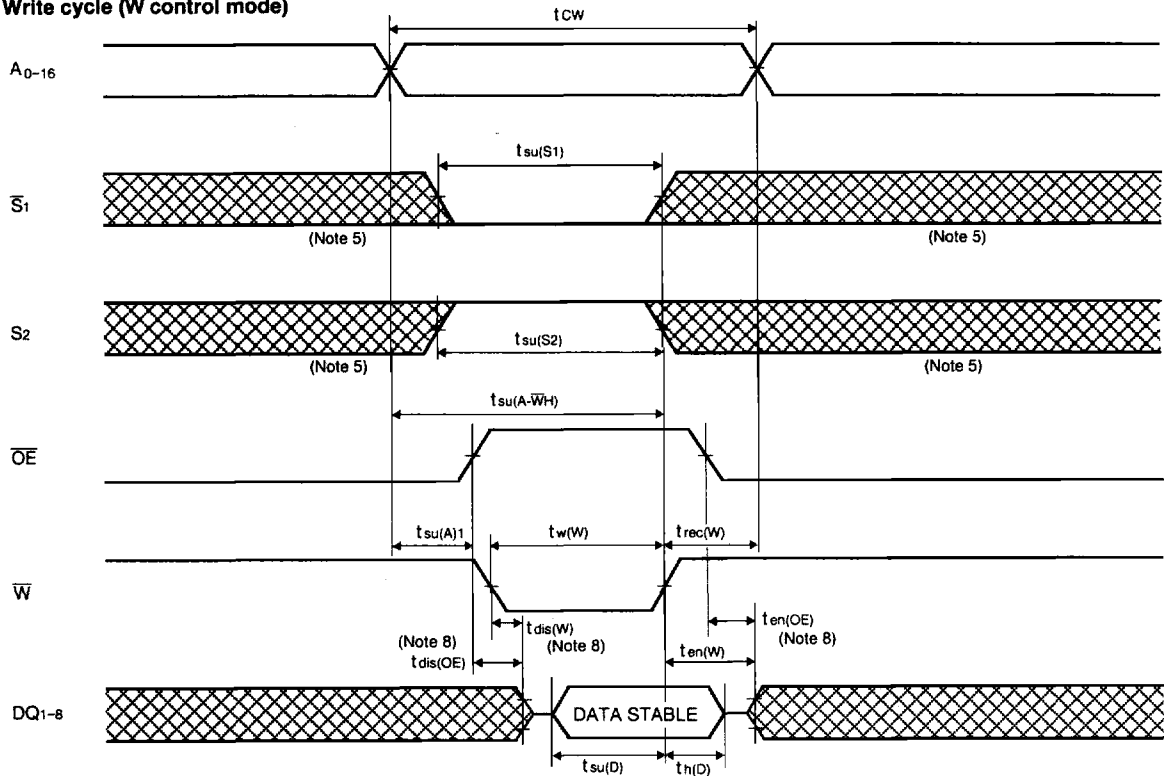 Write cycle (W control mode)
tCW
A0–16
tsu(S1)
S̅1
(Note 5)
(Note 5)
S2
tsu(S2)
(Note 5)
(Note 5)
tsu(A-W̅H)
O̅E̅
tsu(A)1
tw(W)
trec(W)
W̅
tdis(W)
ten(OE)
(Note 8)
(Note 8)
(Note 8)
tdis(OE)
ten(W)
DQ1–8
DATA STABLE
tsu(D)
th(D)